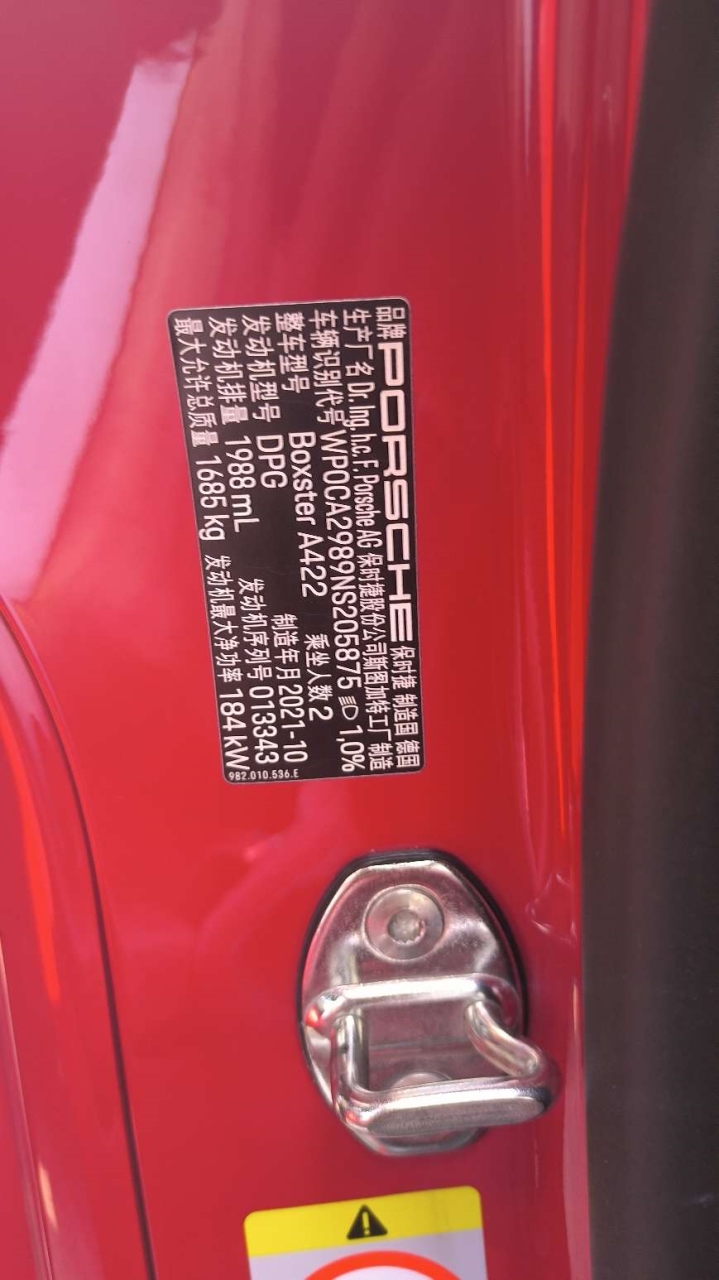 品牌 PORSCHE 保时捷 制造国 德国
生产厂名 Dr. Ing. h.c. F. Porsche AG 保时捷股份公司斯图加特工厂制造
车辆识别代号 WP0CA2989NS205875 1,0%
整车型号 Boxster A422 乘坐人数 2
发动机型号 DPG 制造年月 2021-10
发动机排量 1988 mL 发动机序列号 013343
最大允许总质量 1685 kg 发动机最大净功率 184 kW
982.010.536.E